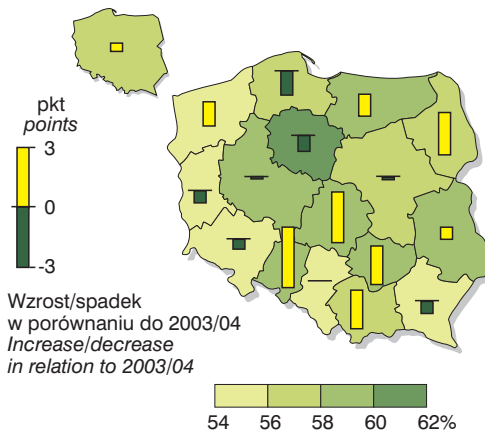 pkt
points
3
0
-3
Wzrost/spadek
w porównaniu do 2003/04
Increase/decrease
in relation to 2003/04
54 56 58 60 62%